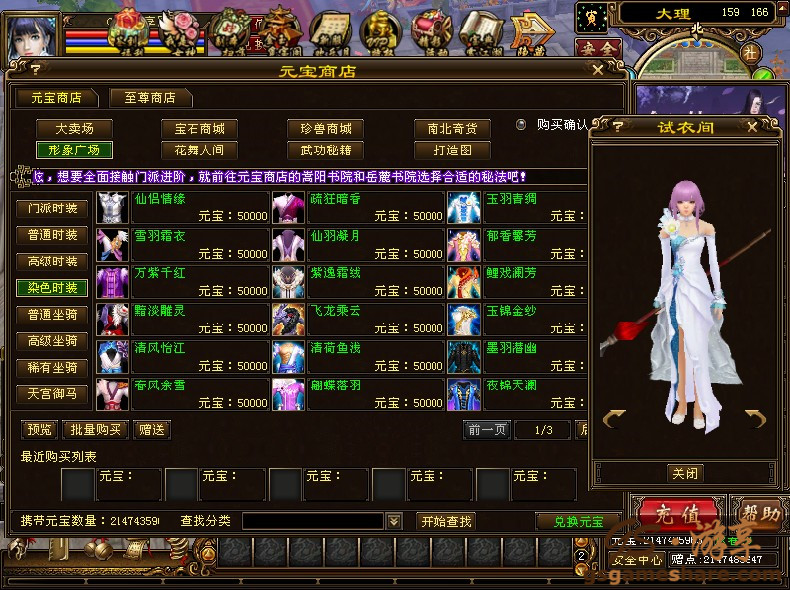 大理 159 166
北
安全
社
? 元宝商店 ×
元宝商店 至尊商店
大卖场 宝石商城 珍兽商城 南北奇货
购买确认
形象广场 花舞人间 武功秘籍 打造图
，想要全面接触门派进阶，就前往元宝商店的嵩阳书院和岳麓书院选择合适的秘法吧！
门派时装
普通时装
高级时装
染色时装
普通坐骑
高级坐骑
稀有坐骑
天宫御马
仙侣情缘 疏狂暗香 玉羽青绸
元宝：50000 元宝：50000 元宝：
雪羽霜衣 仙羽凝月 郁香馨芳
元宝：50000 元宝：50000 元宝：
万紫千红 紫逸霜线 鲤戏澜芳
元宝：50000 元宝：50000 元宝：
黯淡雕灵 飞龙乘云 玉锦金纱
元宝：50000 元宝：50000 元宝：
清风怡江 清荷鱼浅 墨羽潜幽
元宝：50000 元宝：50000 元宝：
春风余雪 翩蝶落羽 夜锦天澜
元宝：50000 元宝：50000 元宝：
预览 批量购买 赠送 前一页 1/3
最近购买列表
元宝： 元宝： 元宝： 元宝： 元宝：
携带元宝数量：21474359 查找分类 开始查找 兑换元宝
? 试衣间 ×
关闭
充值 帮助
安全中心 赠点:2147483647
2